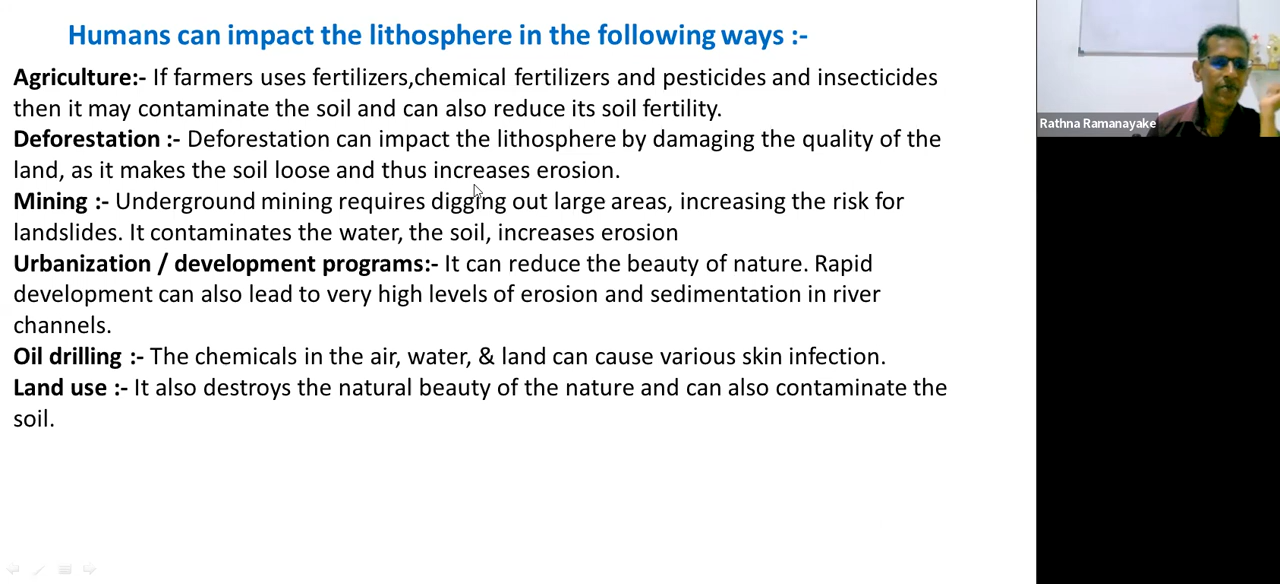 Humans can impact the lithosphere in the following ways :-
Agriculture:- If farmers uses fertilizers,chemical fertilizers and pesticides and insecticides
then it may contaminate the soil and can also reduce its soil fertility.
Deforestation :- Deforestation can impact the lithosphere by damaging the quality of the
land, as it makes the soil loose and thus increases erosion.
Mining :- Underground mining requires digging out large areas, increasing the risk for
landslides. It contaminates the water, the soil, increases erosion
Urbanization / development programs:- It can reduce the beauty of nature. Rapid
development can also lead to very high levels of erosion and sedimentation in river
channels.
Oil drilling :- The chemicals in the air, water, & land can cause various skin infection.
Land use :- It also destroys the natural beauty of the nature and can also contaminate the
soil.
Rathna Ramanayake